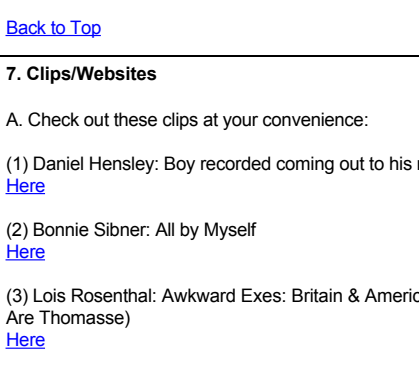 Back to Top
7. Clips/Websites
A. Check out these clips at your convenience:
(1) Daniel Hensley: Boy recorded coming out to his
Here
(2) Bonnie Sibner: All by Myself
Here
(3) Lois Rosenthal: Awkward Exes: Britain &
Are Thomasse)
Here